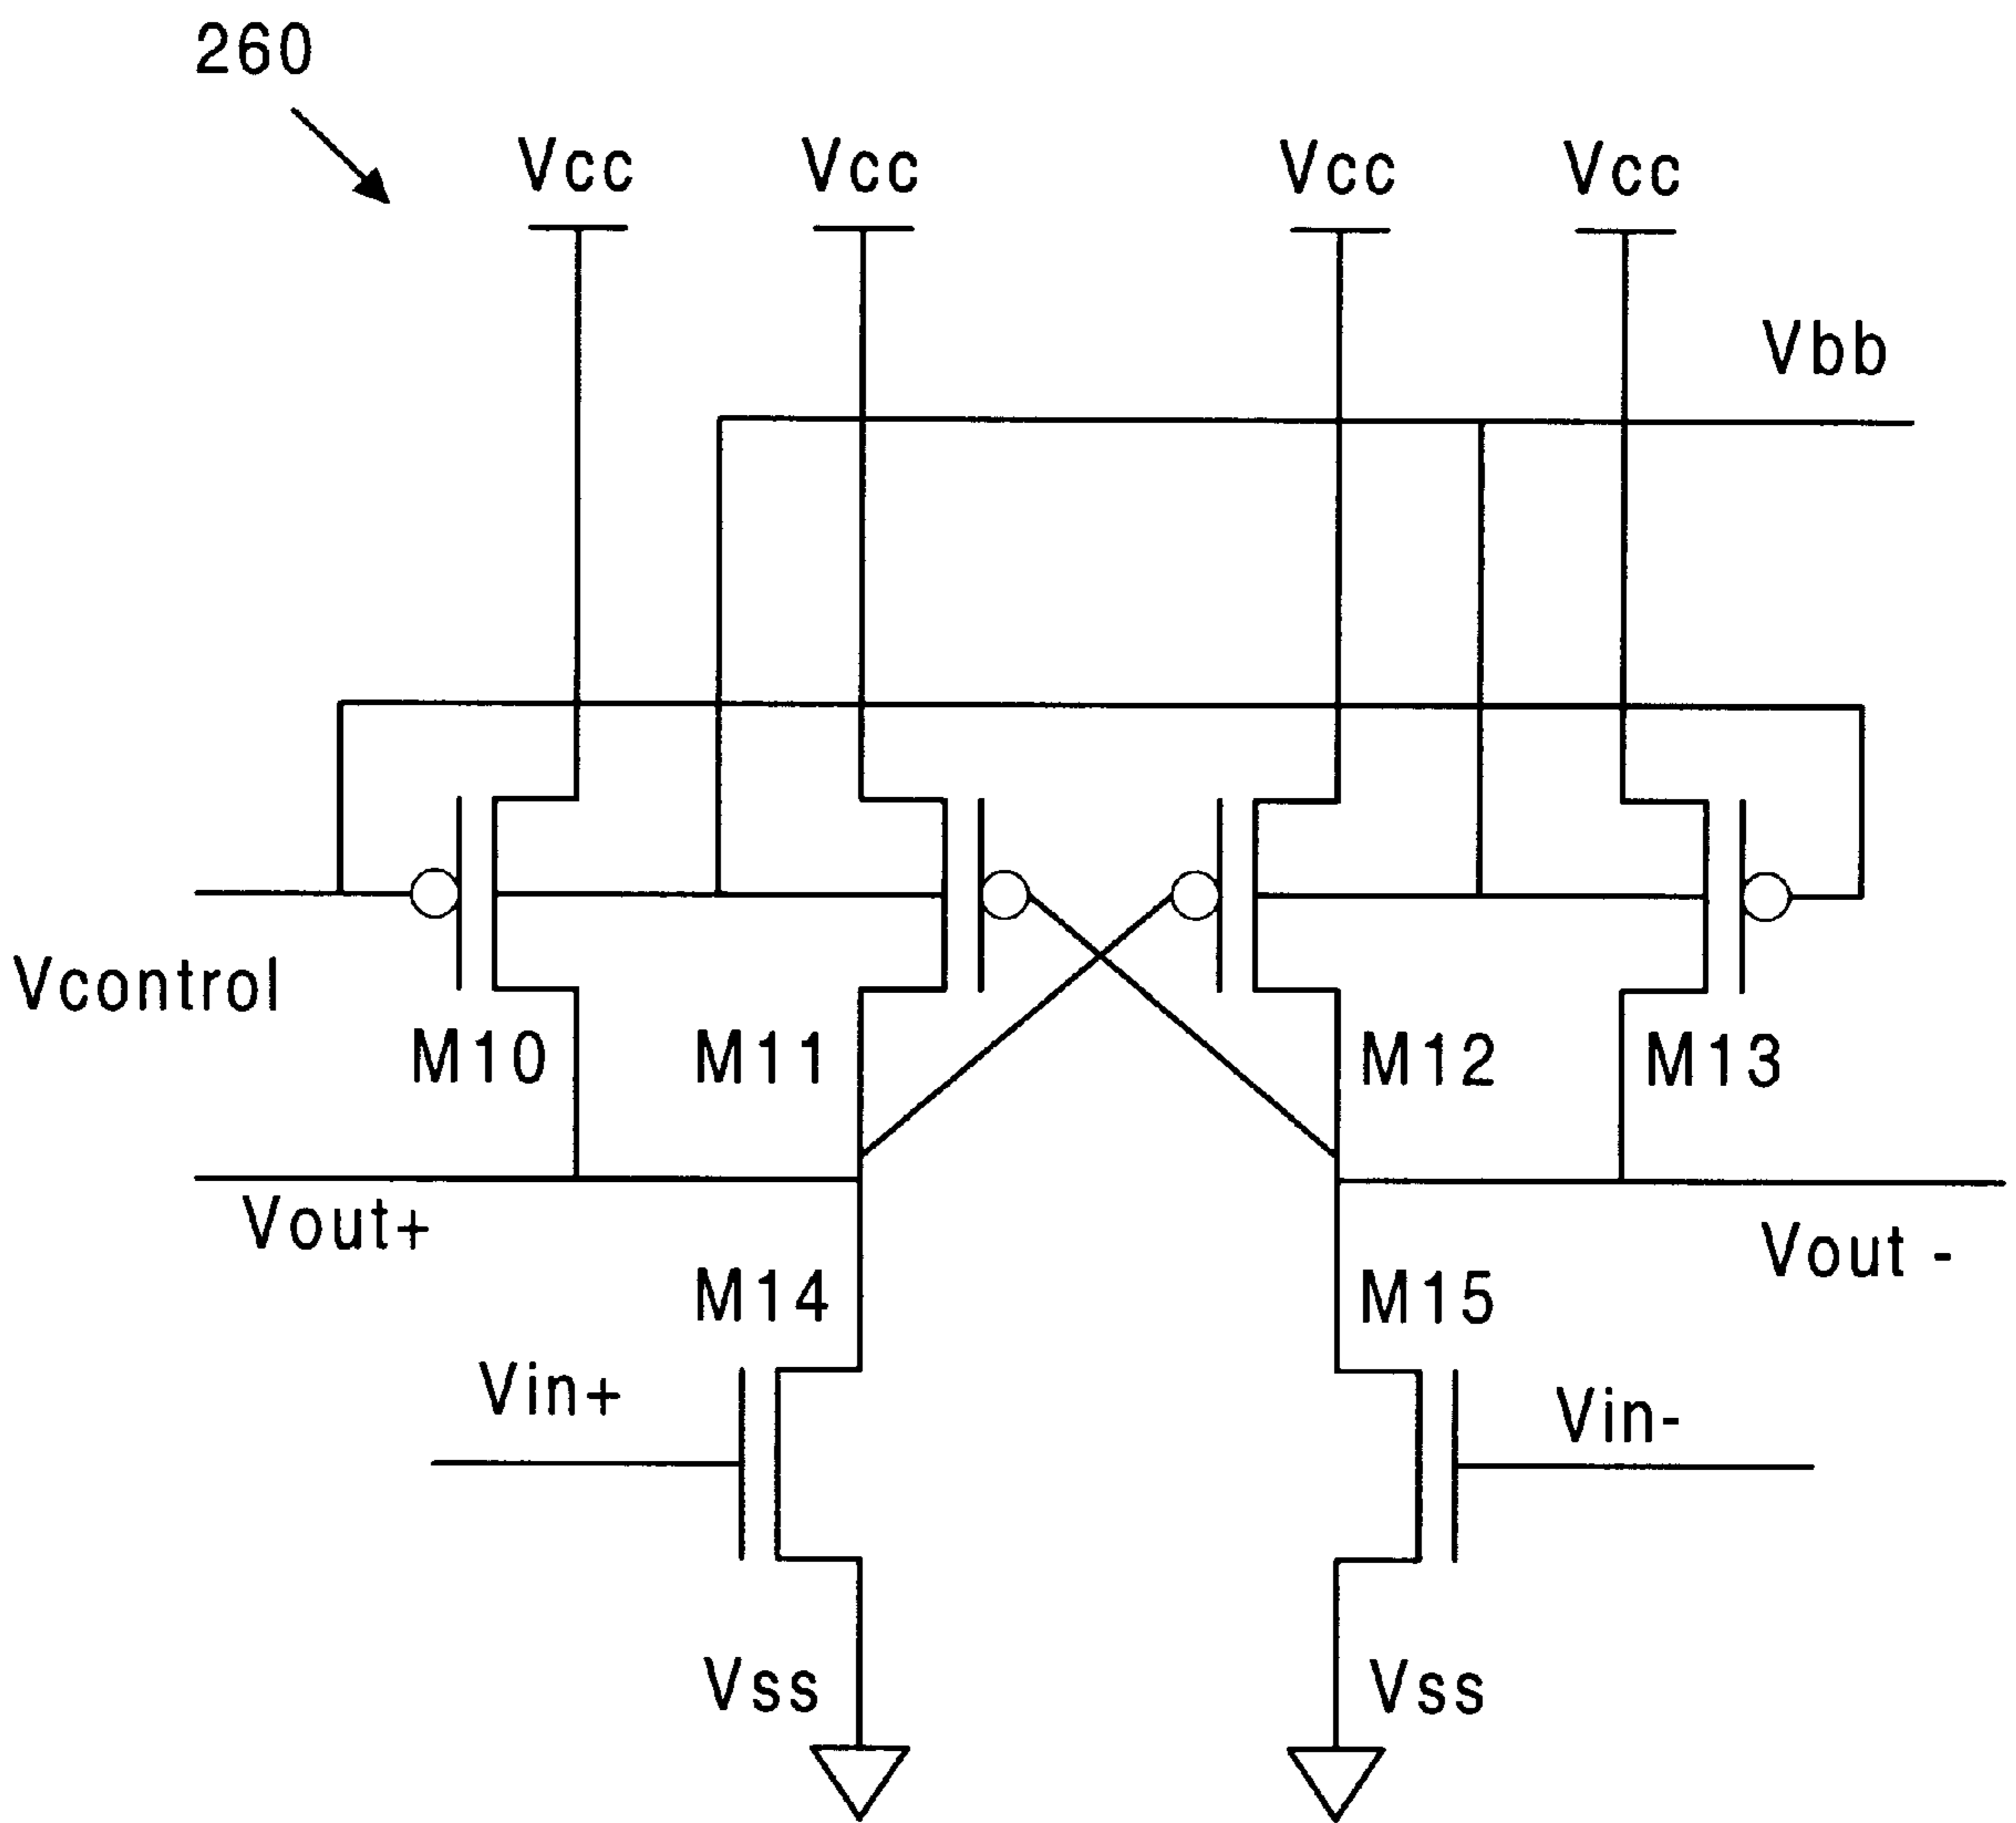 260
Vcc Vcc Vcc Vcc
Vbb
Vcontrol
M10 M11 M12 M13
Vout+
Vout -
M14 M15
Vin+
Vin-
Vss Vss